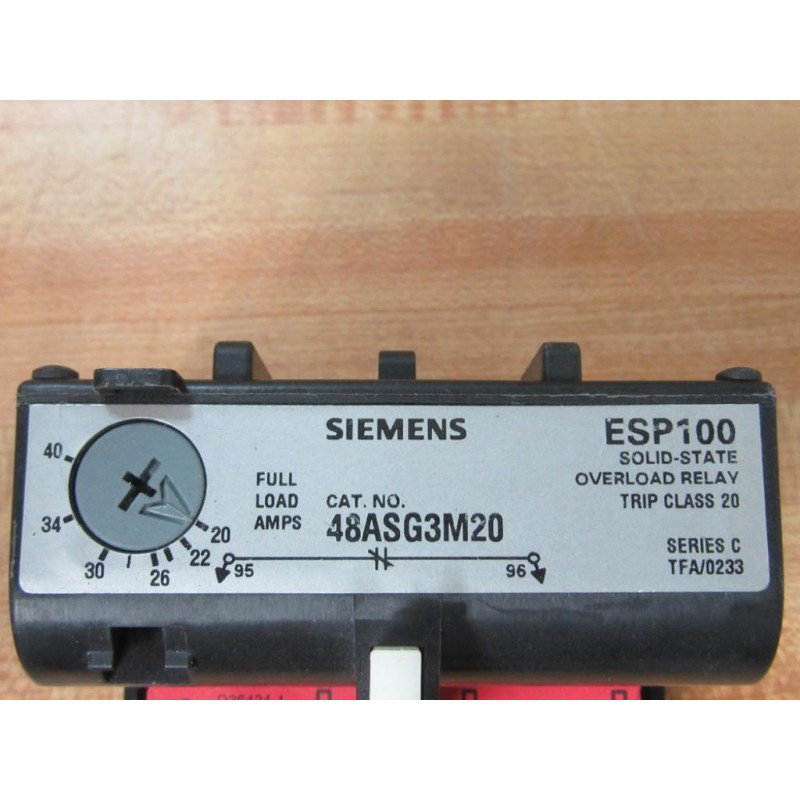 SIEMENS
ESP100
SOLID-STATE
OVERLOAD RELAY
TRIP CLASS 20
SERIES C
TFA/0233
FULL
LOAD
AMPS
CAT. NO.
48ASG3M20
40
34
30
26
22
20
95
96